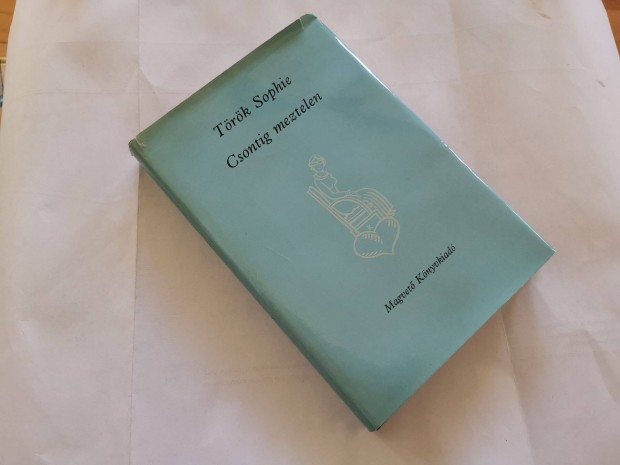 Török Sophie
Csontig meztelen
Magvető Könyvkiadó